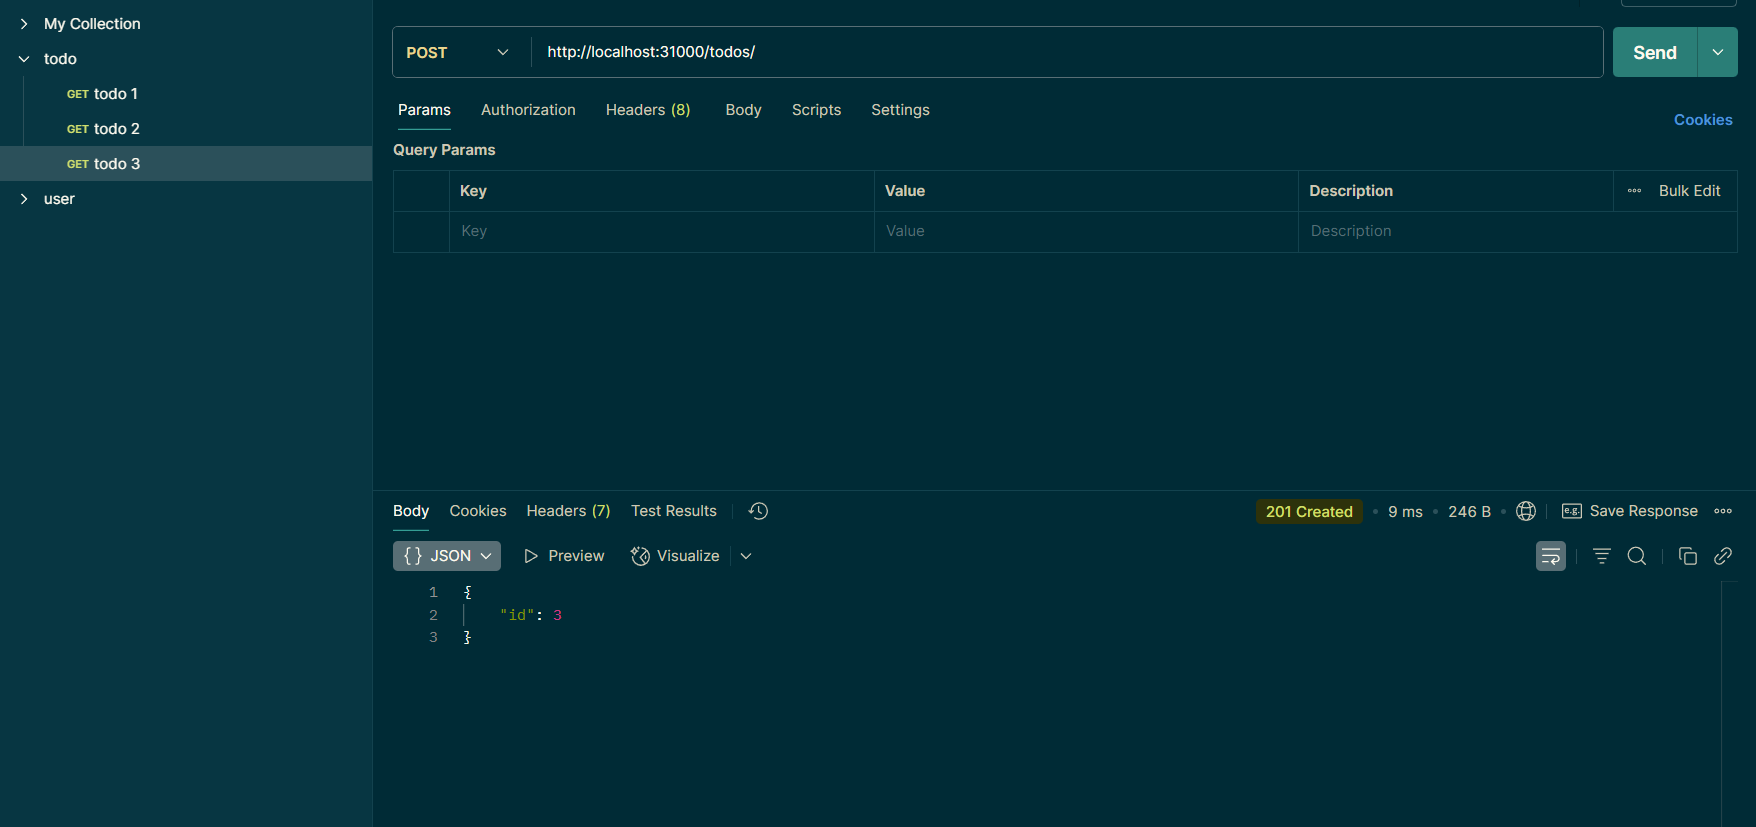 My Collection
todo
GET todo 1
GET todo 2
GET todo 3
user
POST http://localhost:31000/todos/ Send
Params Authorization Headers (8) Body Scripts Settings Cookies
Query Params
Key Value Description Bulk Edit
Key Value Description
Body Cookies Headers (7) Test Results 201 Created 9 ms 246 B e.g. Save Response
{} JSON Preview Visualize
1 {
2 "id": 3
3 }